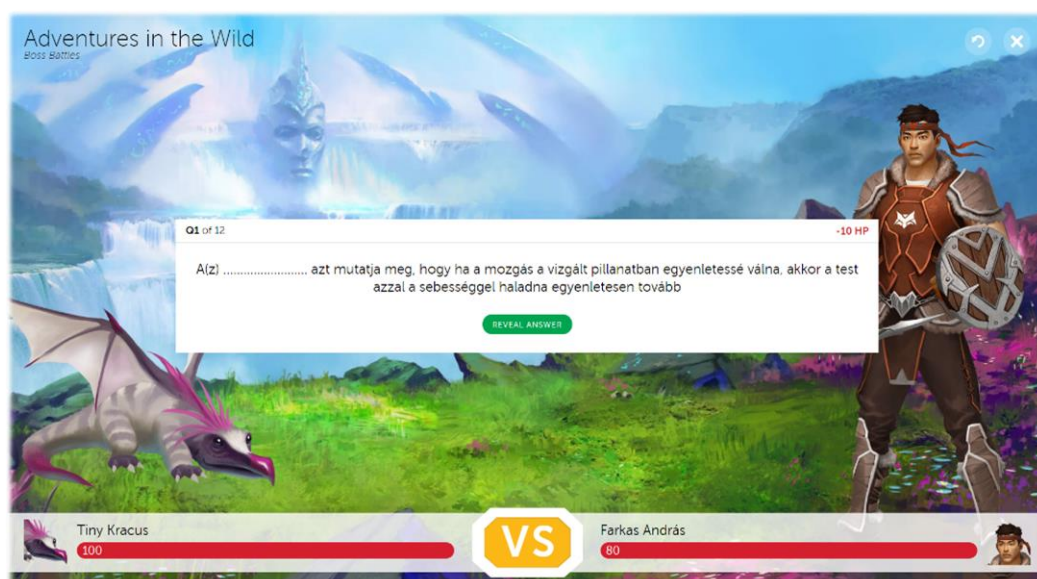 Adventures in the Wild
Boss Battles
Q1 of 12
-10 HP
A(z) ......................... azt mutatja meg, hogy ha a mozgás a vizgált pillanatban egyenletessé válna, akkor a test
azzal a sebességgel haladna egyenletesen tovább
REVEAL ANSWER
Tiny Kracus
100
VS
Farkas András
80